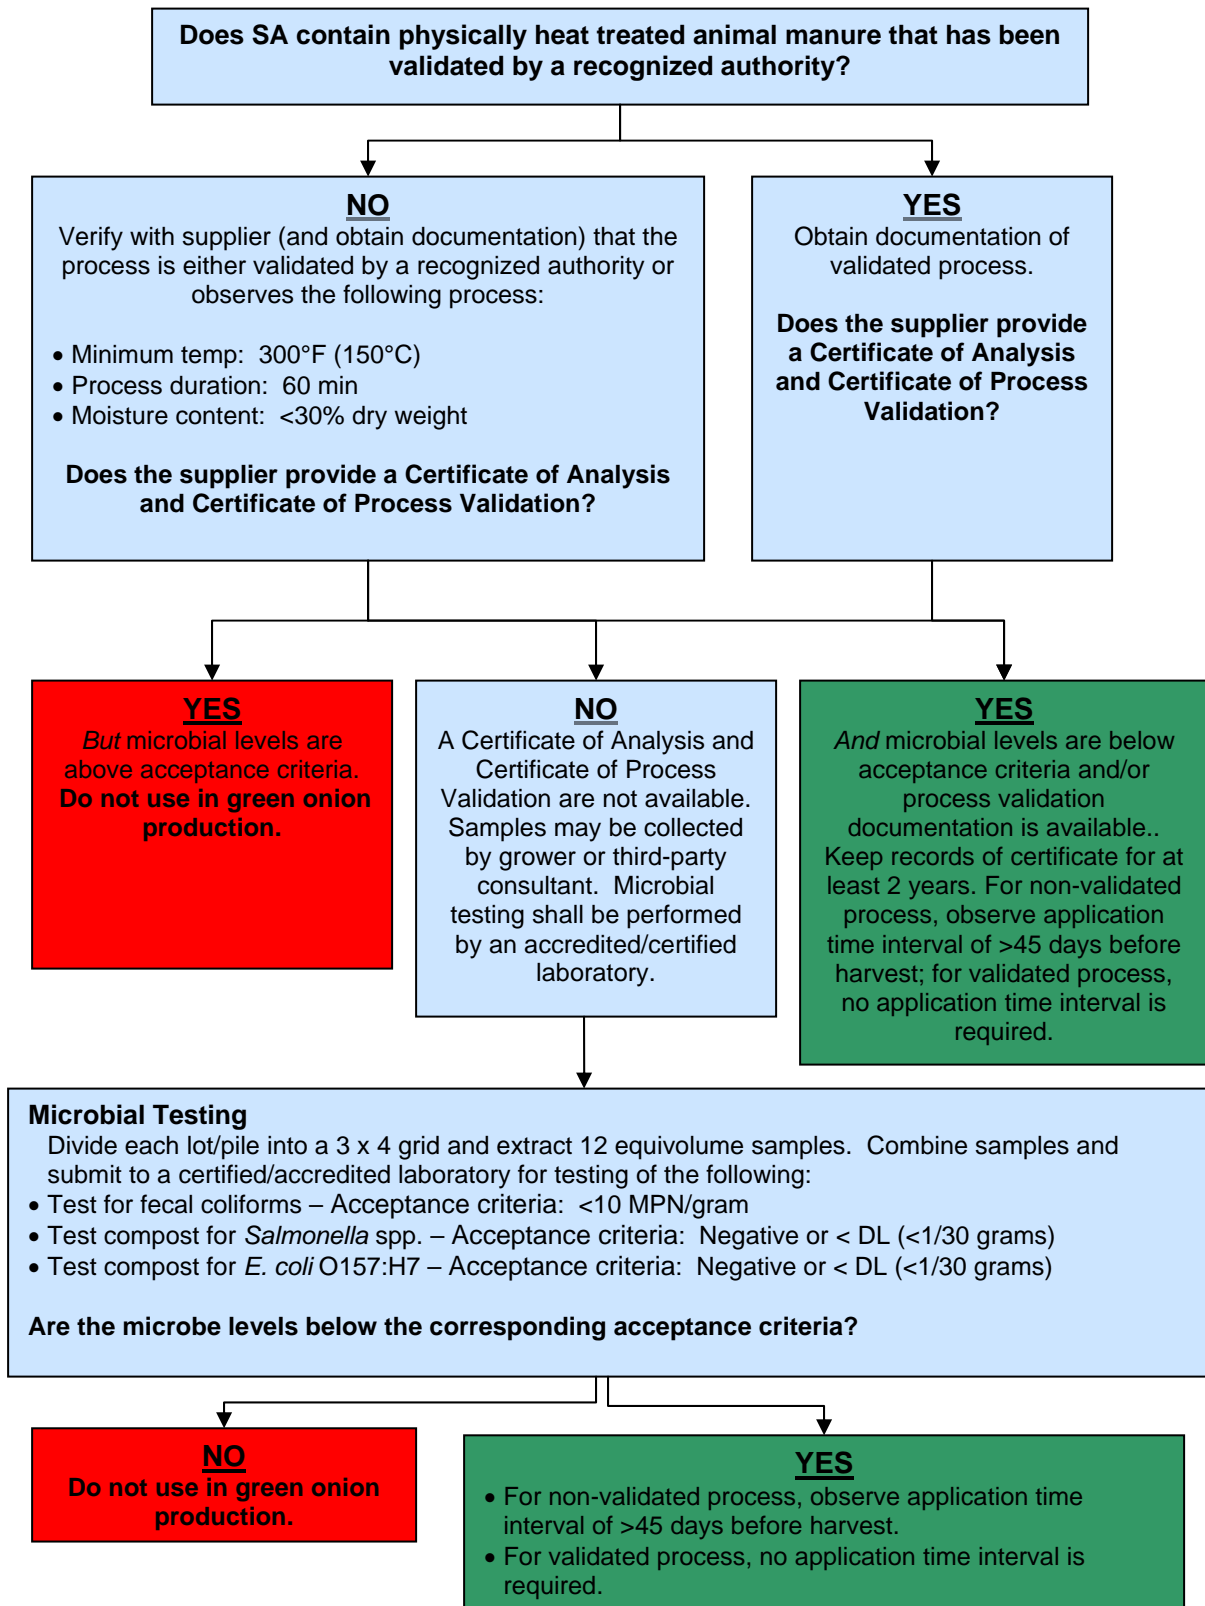 Does SA contain physically heat treated animal manure that has been
validated by a recognized authority?
NO
Verify with supplier (and obtain documentation) that the
process is either validated by a recognized authority or
observes the following process:
• Minimum temp:  300°F (150°C)
• Process duration:  60 min
• Moisture content:  <30% dry weight
Does the supplier provide a Certificate of Analysis
and Certificate of Process Validation?
YES
Obtain documentation of
validated process.
Does the supplier provide
a Certificate of Analysis
and Certificate of Process
Validation?
YES
But microbial levels are
above acceptance criteria.
Do not use in green onion
production.
NO
A Certificate of Analysis and
Certificate of Process
Validation are not available.
Samples may be collected
by grower or third-party
consultant.  Microbial
testing shall be performed
by an accredited/certified
laboratory.
YES
And microbial levels are below
acceptance criteria and/or
process validation
documentation is available..
Keep records of certificate for at
least 2 years. For non-validated
process, observe application
time interval of >45 days before
harvest; for validated process,
no application time interval is
required.
Microbial Testing
Divide each lot/pile into a 3 x 4 grid and extract 12 equivolume samples.  Combine samples and
submit to a certified/accredited laboratory for testing of the following:
• Test for fecal coliforms – Acceptance criteria:  <10 MPN/gram
• Test compost for Salmonella spp. – Acceptance criteria:  Negative or < DL (<1/30 grams)
• Test compost for E. coli O157:H7 – Acceptance criteria:  Negative or < DL (<1/30 grams)
Are the microbe levels below the corresponding acceptance criteria?
NO
Do not use in green onion
production.
YES
• For non-validated process, observe application time
interval of >45 days before harvest.
• For validated process, no application time interval is
required.